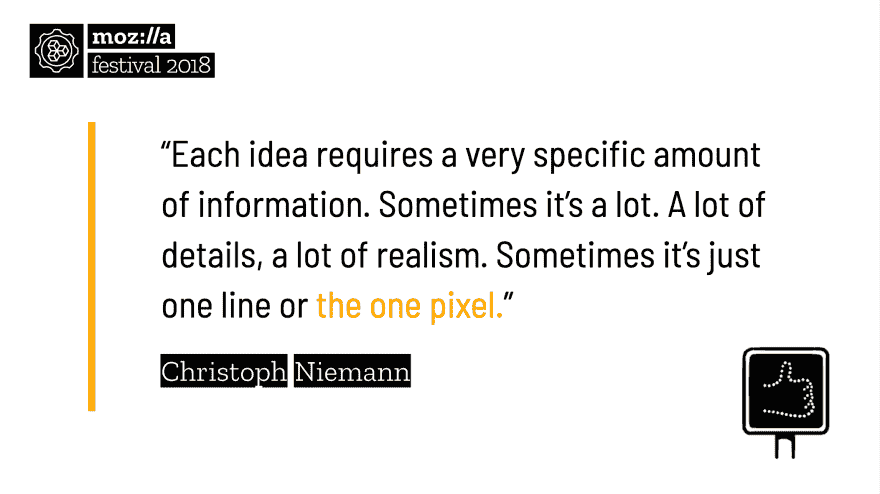 moz://a
festival 2018
“Each idea requires a very specific amount
of information. Sometimes it’s a lot. A lot of
details, a lot of realism. Sometimes it’s just
one line or the one pixel.”
Christoph Niemann